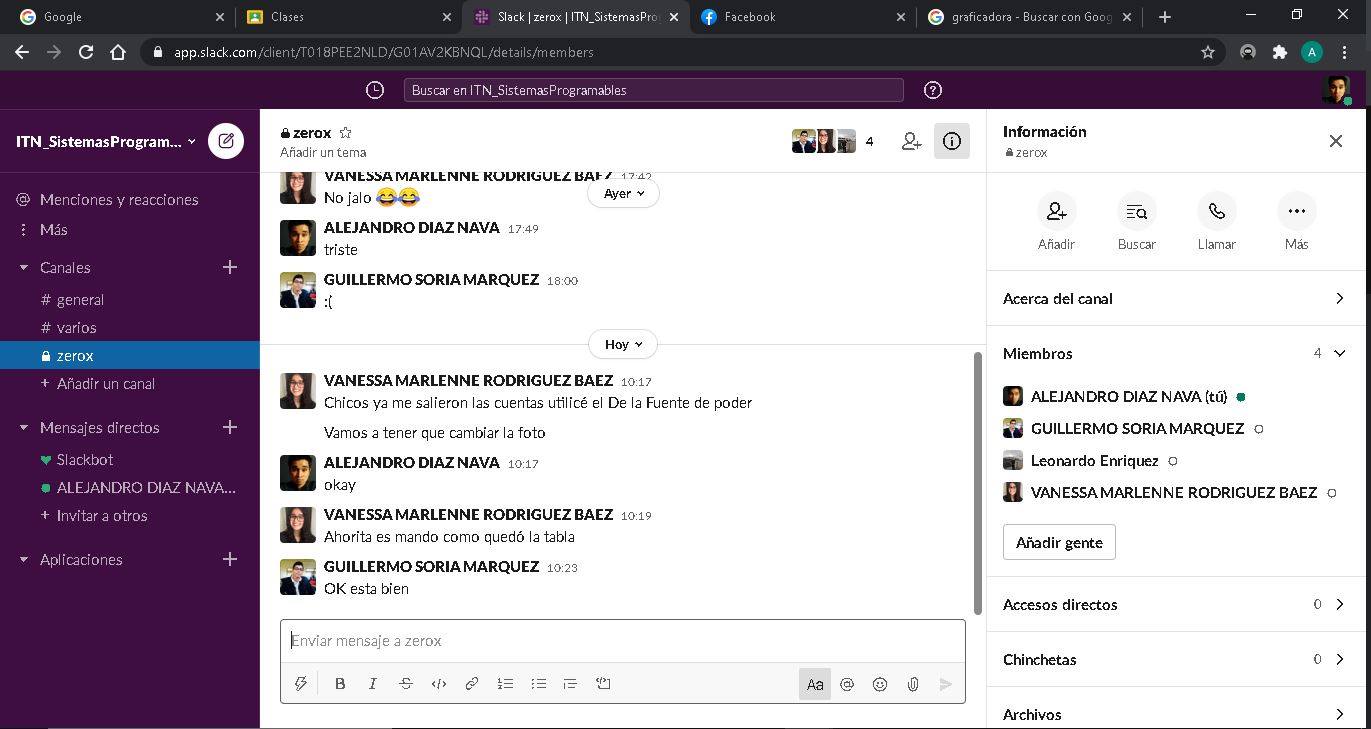 Google
Clases
Slack | zerox | ITN_SistemasPro
Facebook
graficadora - Buscar con Goog
app.slack.com/client/T018PEE2NLD/G01AV2KBNQL/details/members
A
Buscar en ITN_SistemasProgramables
ITN_SistemasProgram...
Menciones y reacciones
Más
Canales
# general
# varios
zerox
+ Añadir un canal
Mensajes directos
Slackbot
ALEJANDRO DIAZ NAVA...
+ Invitar a otros
Aplicaciones
zerox
Añadir un tema
4
VANESSA MARLENNE RODRIGUEZ BAEZ 17:42
No jalo 😂😂
Ayer
ALEJANDRO DIAZ NAVA 17:49
triste
GUILLERMO SORIA MARQUEZ 18:00
:(
Hoy
VANESSA MARLENNE RODRIGUEZ BAEZ 10:17
Chicos ya me salieron las cuentas utilicé el De la Fuente de poder
Vamos a tener que cambiar la foto
ALEJANDRO DIAZ NAVA 10:17
okay
VANESSA MARLENNE RODRIGUEZ BAEZ 10:19
Ahorita es mando como quedó la tabla
GUILLERMO SORIA MARQUEZ 10:23
OK esta bien
Enviar mensaje a zerox
B I S </> Aa @
Información
zerox
Añadir
Buscar
Llamar
Más
Acerca del canal
Miembros 4
ALEJANDRO DIAZ NAVA (tú)
GUILLERMO SORIA MARQUEZ
Leonardo Enriquez
VANESSA MARLENNE RODRIGUEZ BAEZ
Añadir gente
Accesos directos 0
Chinchetas 0
Archivos